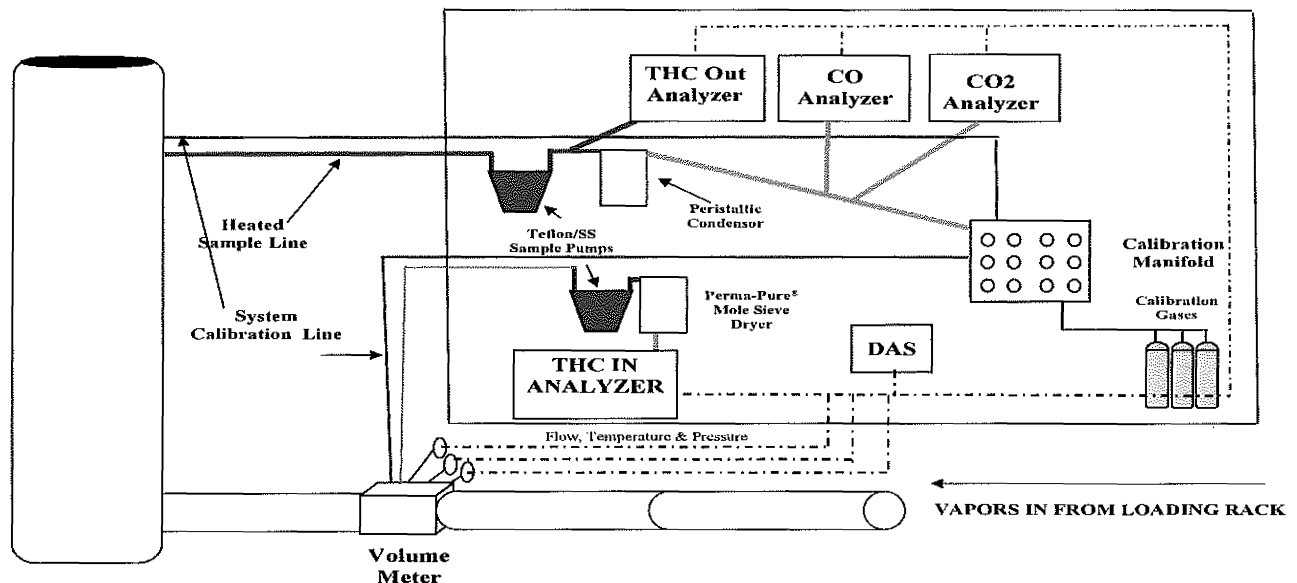 THC Out
Analyzer
CO
Analyzer
CO2
Analyzer
Heated
Sample Line
Teflon/SS
Sample Pumps
Peristaltic
Condensor
Calibration
Manifold
Calibration
Gases
System
Calibration Line
Perma-Pure®
Mole Sieve
Dryer
DAS
THC IN
ANALYZER
Flow, Temperature & Pressure
VAPORS IN FROM LOADING RACK
Volume
Meter